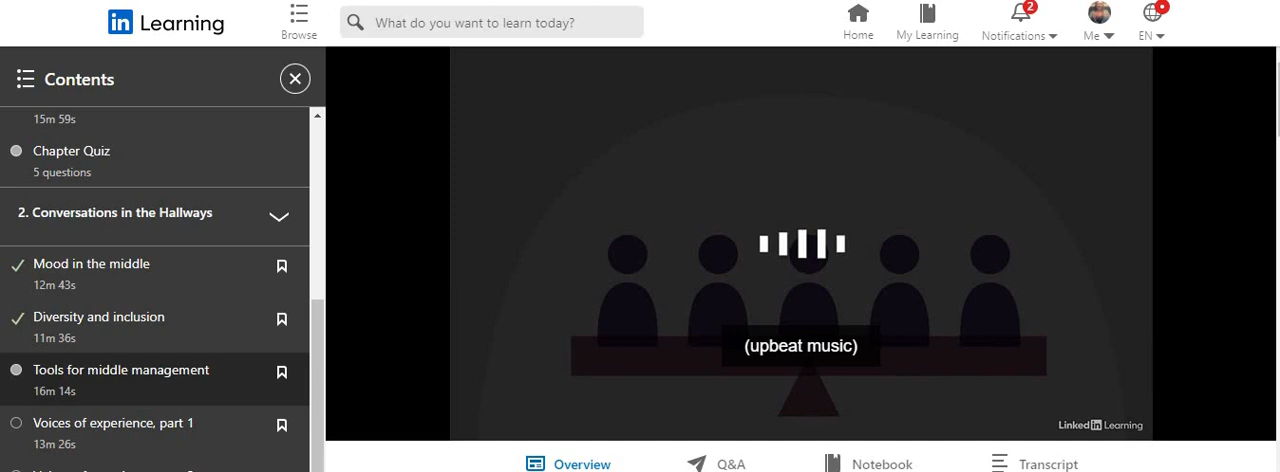 in Learning
Browse
What do you want to learn today?
Home
My Learning
2
Notifications
Me
EN
Contents
15m 59s
Chapter Quiz
5 questions
2. Conversations in the Hallways
Mood in the middle
12m 43s
Diversity and inclusion
11m 36s
Tools for middle management
16m 14s
Voices of experience, part 1
13m 26s
(upbeat music)
Linked in Learning
Overview
Q&A
Notebook
Transcript